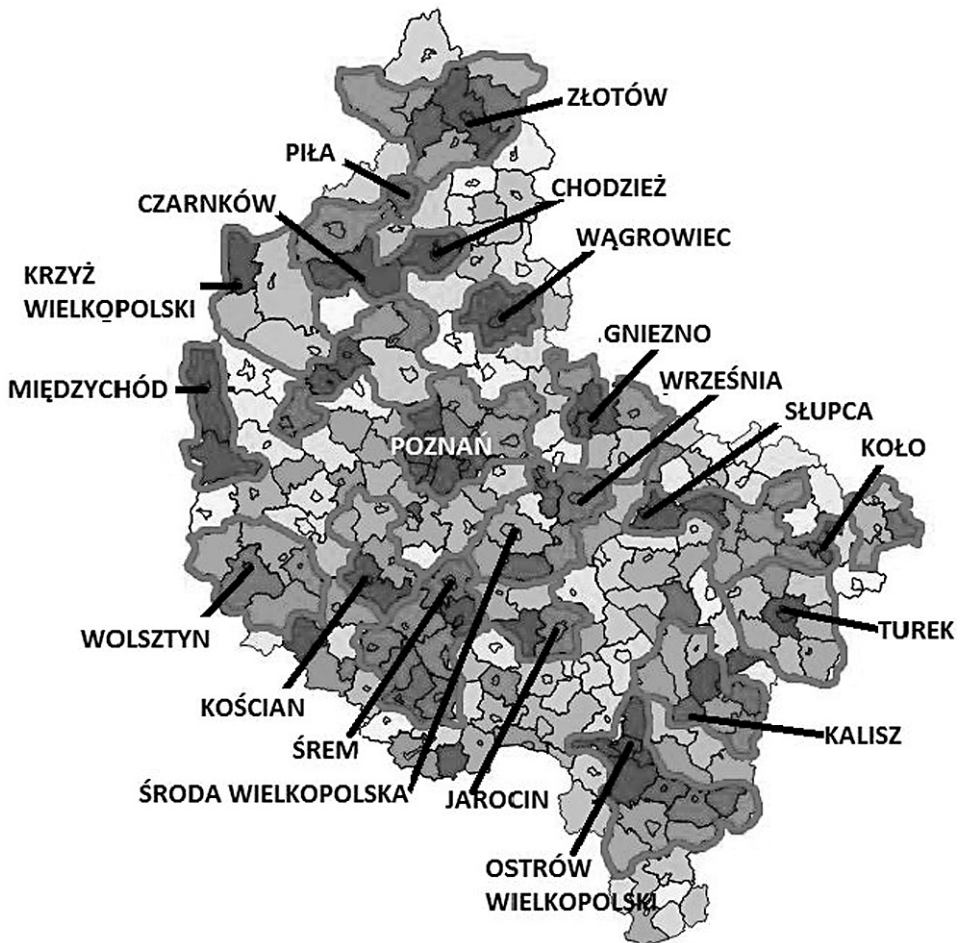 ZŁOTÓW
PIŁA
CHODZIEŻ
CZARNKÓW
WĄGROWIEC
KRZYŻ
WIELKOPOLSKI
GNIEZNO
WRZEŚNIA
MIĘDZYCHÓD
SŁUPCA
POZNAŃ
KOŁO
WOLSZTYN
TUREK
KOŚCIAN
KALISZ
ŚREM
ŚRODA WIELKOPOLSKA
JAROCIN
OSTRÓW
WIELKOPOLSKI